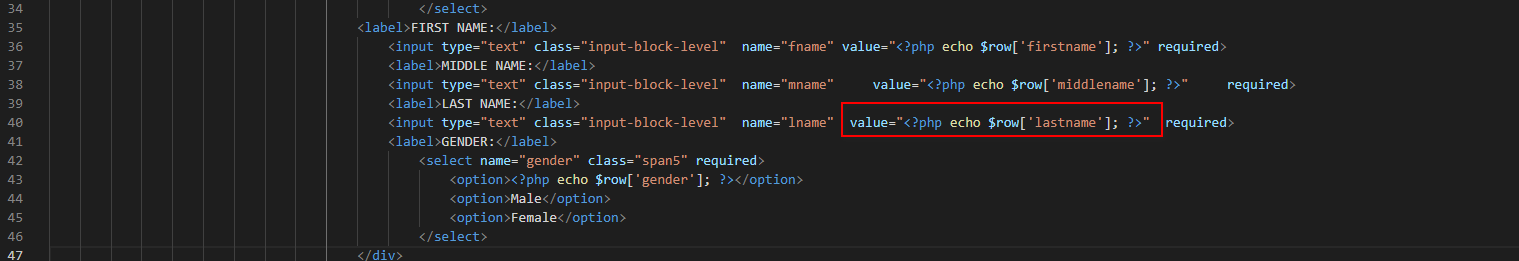 34 </select>
35 <label>FIRST NAME:</label>
36 <input type="text" class="input-block-level"  name="fname" value="<?php echo $row['firstname']; ?>" required>
37 <label>MIDDLE NAME:</label>
38 <input type="text" class="input-block-level"  name="mname"     value="<?php echo $row['middlename']; ?>"     required>
39 <label>LAST NAME:</label>
40 <input type="text" class="input-block-level"  name="lname"  value="<?php echo $row['lastname']; ?>"  required>
41 <label>GENDER:</label>
42 <select name="gender" class="span5" required>
43 <option><?php echo $row['gender']; ?></option>
44 <option>Male</option>
45 <option>Female</option>
46 </select>
47 </div>